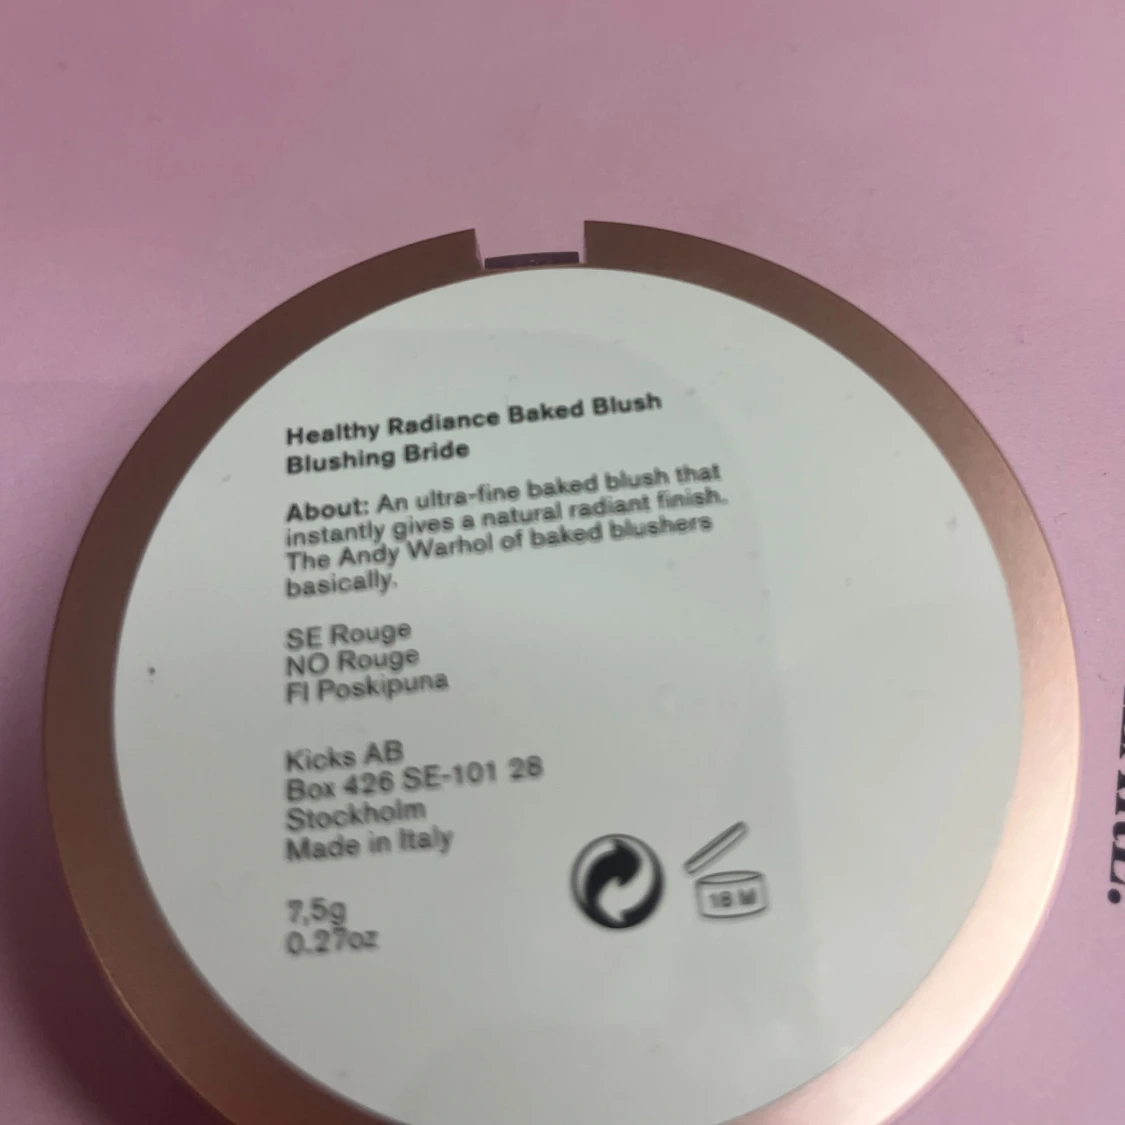 Healthy Radiance Baked Blush
Blushing Bride
About: An ultra-fine baked blush that
instantly gives a natural radiant finish.
The Andy Warhol of baked blushers
basically.
SE Rouge
NO Rouge
FI Poskipuna
Kicks AB
Box 426 SE-101 28
Stockholm
Made in Italy
7,5g
0.27oz
18 M